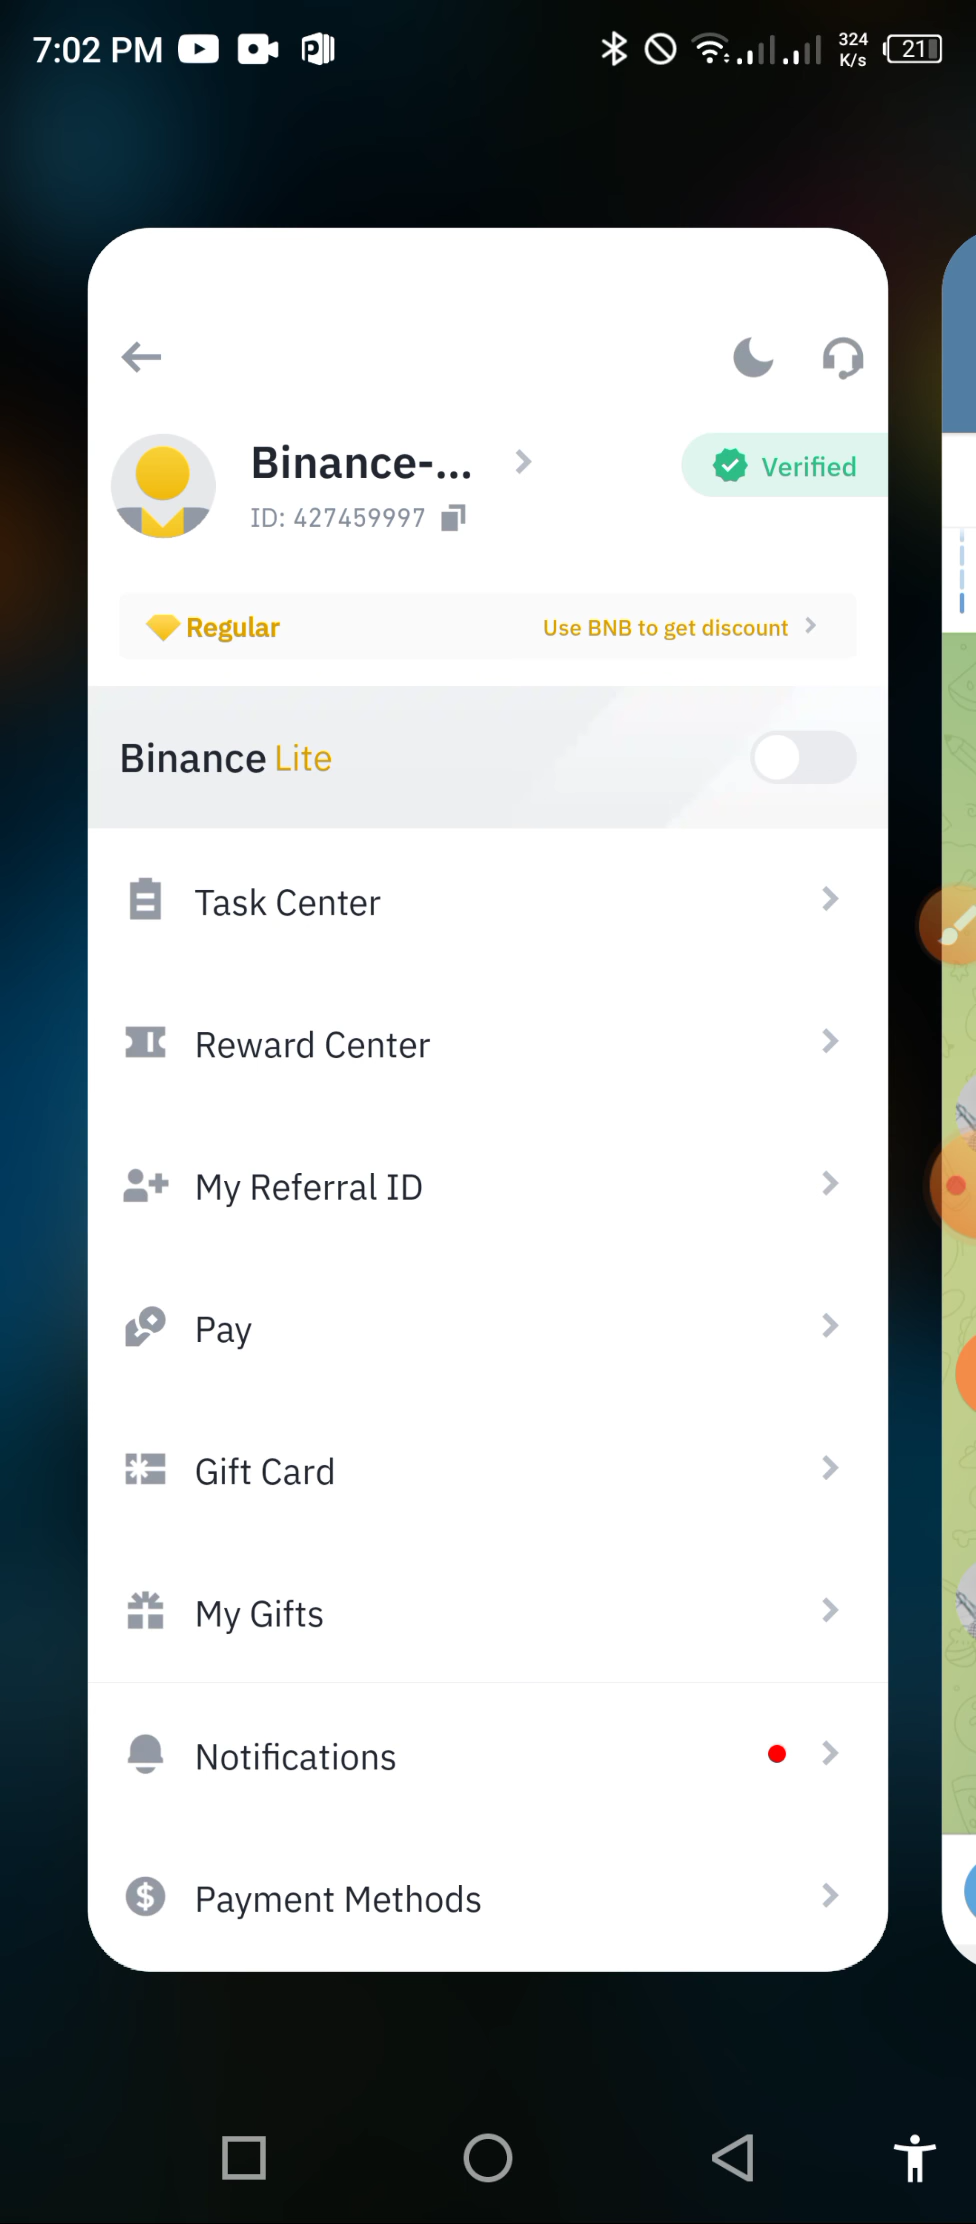 7:02 PM
324
K/s
21
Binance-...
Verified
ID: 427459997
Regular
Use BNB to get discount
Binance Lite
Task Center
Reward Center
My Referral ID
Pay
Gift Card
My Gifts
Notifications
Payment Methods